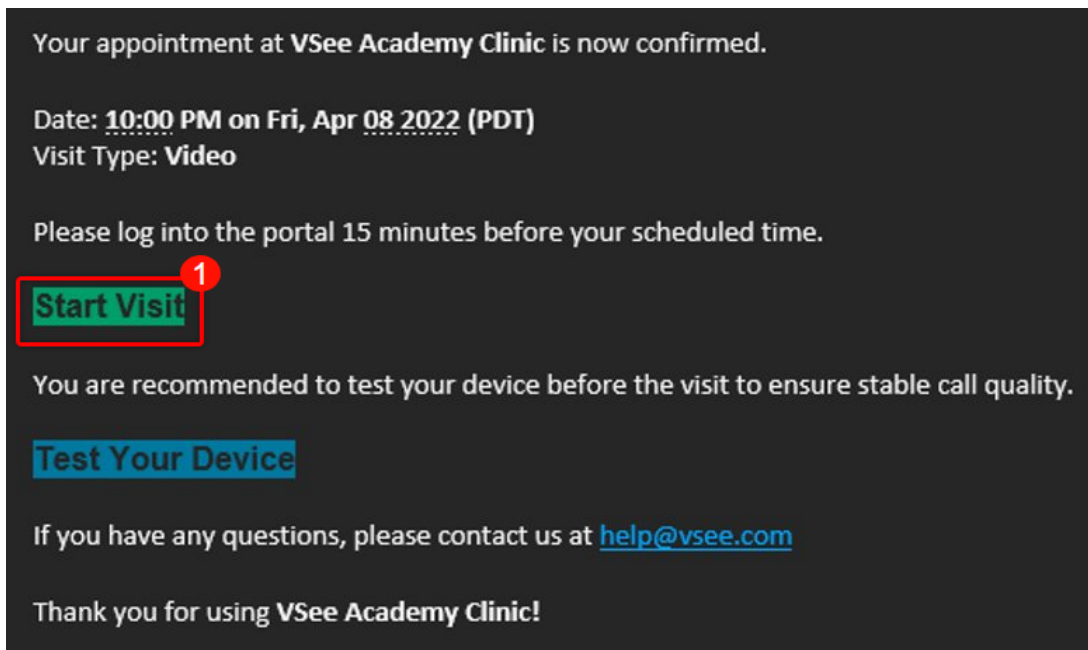 Your appointment at VSee Academy Clinic is now confirmed.
Date: 10:00 PM on Fri, Apr 08 2022 (PDT)
Visit Type: Video
Please log into the portal 15 minutes before your scheduled time.
1
Start Visit
You are recommended to test your device before the visit to ensure stable call quality.
Test Your Device
If you have any questions, please contact us at help@vsee.com
Thank you for using VSee Academy Clinic!